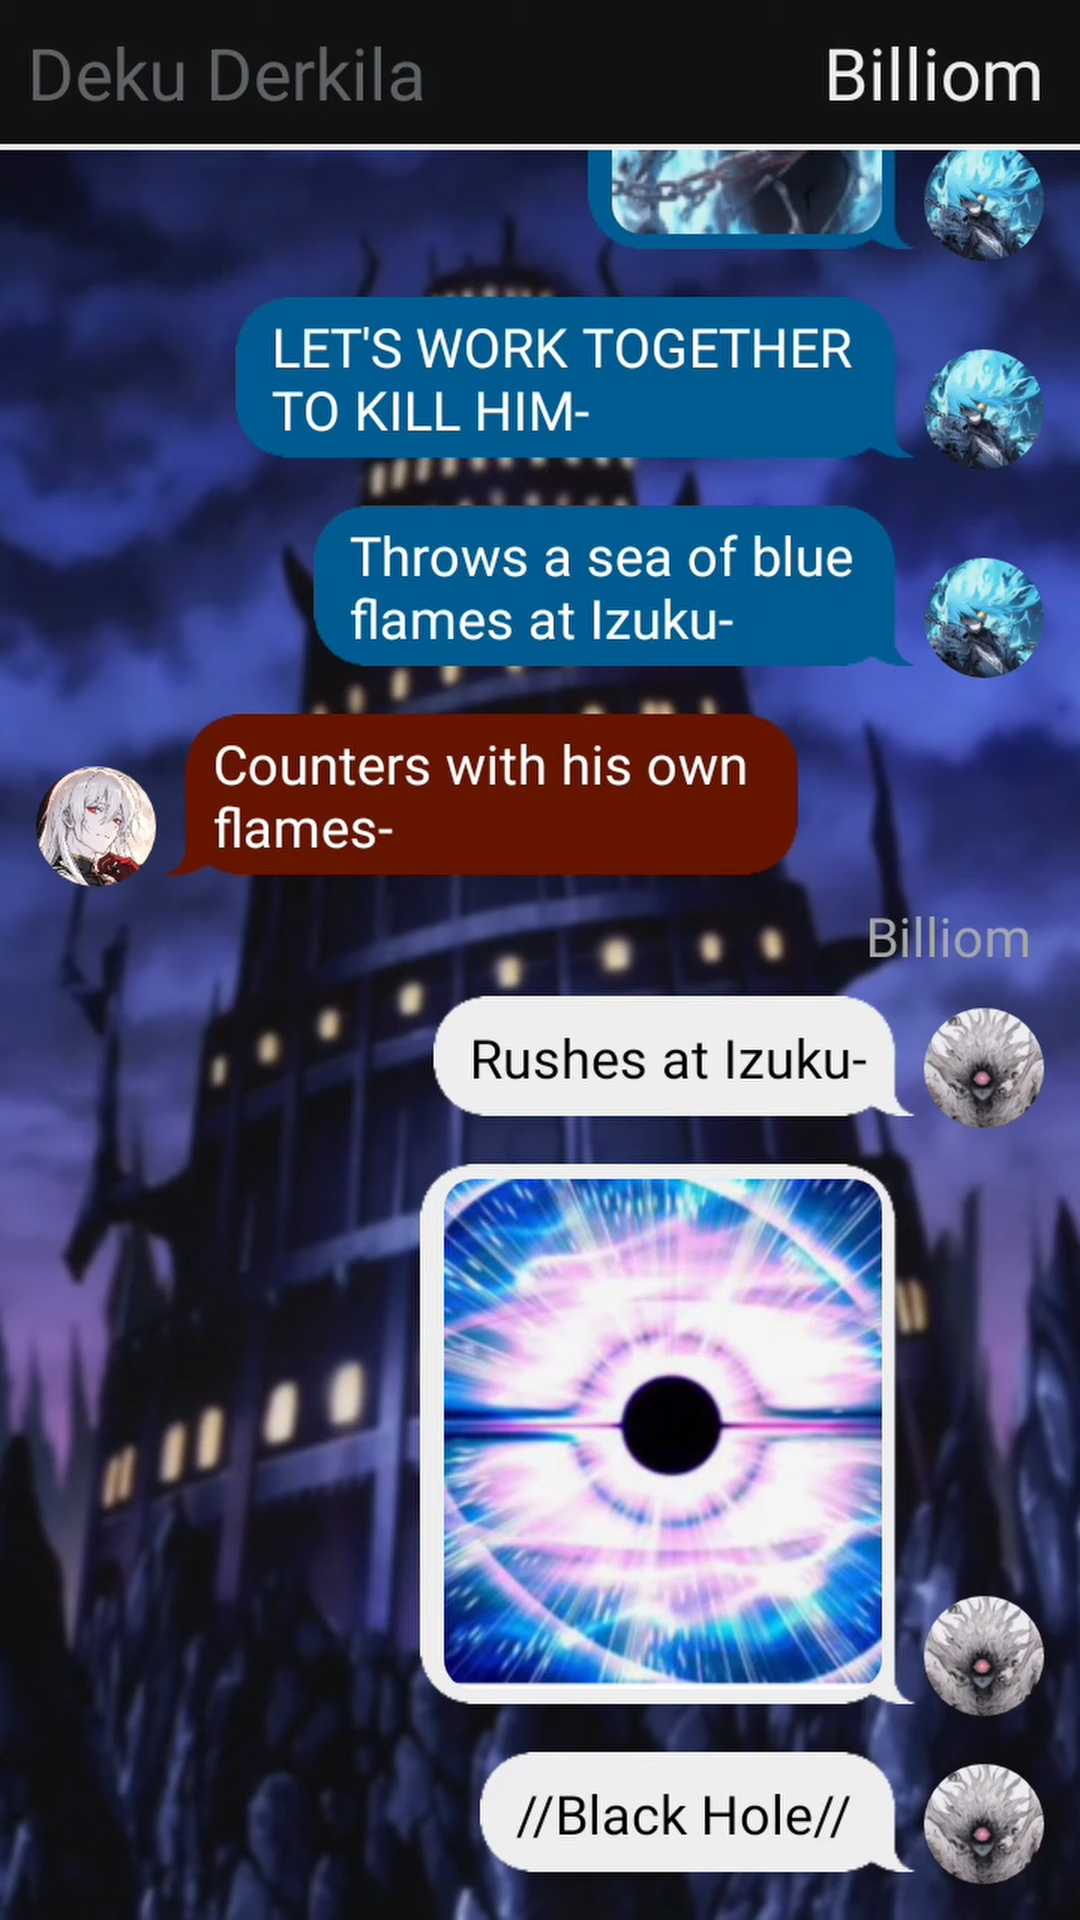 Deku Derkila
Billiom
LET'S WORK TOGETHER
TO KILL HIM-
Throws a sea of blue
flames at Izuku-
Counters with his own
flames-
Billiom
Rushes at Izuku-
//Black Hole//